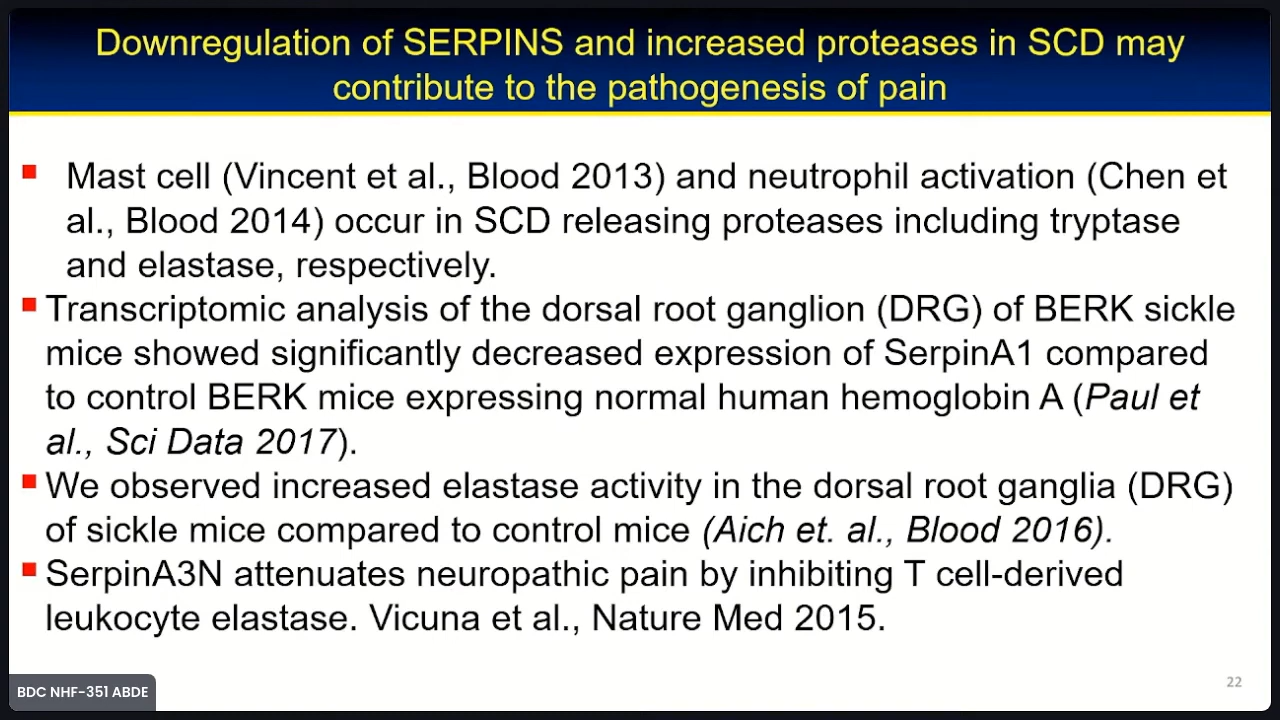 Downregulation of SERPINS and increased proteases in SCD may
contribute to the pathogenesis of pain
Mast cell (Vincent et al., Blood 2013) and neutrophil activation (Chen et
al., Blood 2014) occur in SCD releasing proteases including tryptase
and elastase, respectively.
Transcriptomic analysis of the dorsal root ganglion (DRG) of BERK sickle
mice showed significantly decreased expression of SerpinA1 compared
to control BERK mice expressing normal human hemoglobin A (Paul et
al., Sci Data 2017).
We observed increased elastase activity in the dorsal root ganglia (DRG)
of sickle mice compared to control mice (Aich et. al., Blood 2016).
SerpinA3N attenuates neuropathic pain by inhibiting T cell-derived
leukocyte elastase. Vicuna et al., Nature Med 2015.
BDC NHF-351 ABDE
22